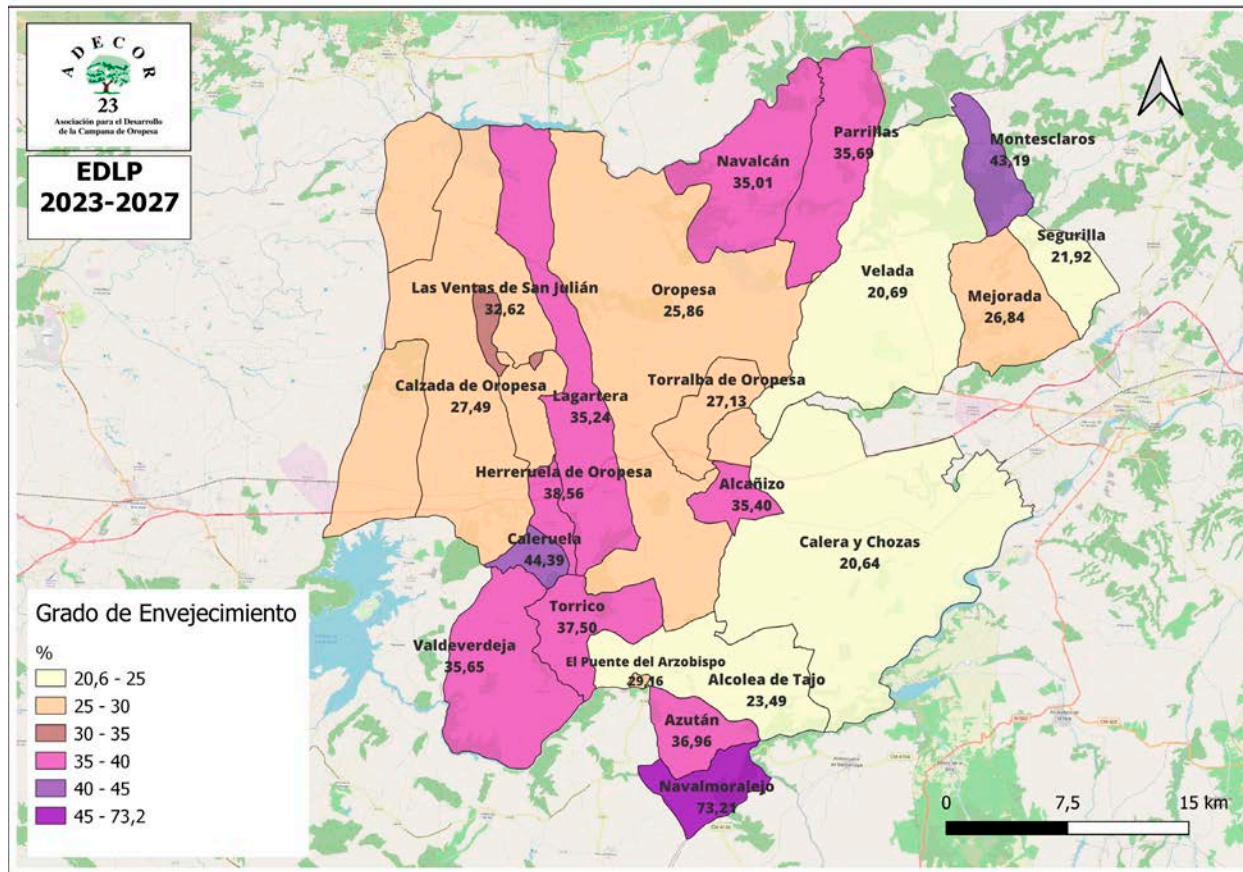 ADECOR
23
Asociación para el Desarrollo
de la Campana de Oropesa
EDLP
2023-2027
Navalcán
35,01
Parrillas
35,69
Montesclaros
43,19
Segurilla
21,92
Velada
20,69
Mejorada
26,84
Las Ventas de San Julián
32,62
Oropesa
25,86
Calzada de Oropesa
27,49
Lagartera
35,24
Torralba de Oropesa
27,13
Herreruela de Oropesa
38,56
Alcañizo
35,40
Caleruela
44,39
Calera y Chozas
20,64
Torrico
37,50
Valdeverdeja
35,65
El Puente del Arzobispo
29,16
Alcolea de Tajo
23,49
Azután
36,96
Navalmoralejo
73,21
Grado de Envejecimiento
%
20,6 - 25
25 - 30
30 - 35
35 - 40
40 - 45
45 - 73,2
0 7,5 15 km